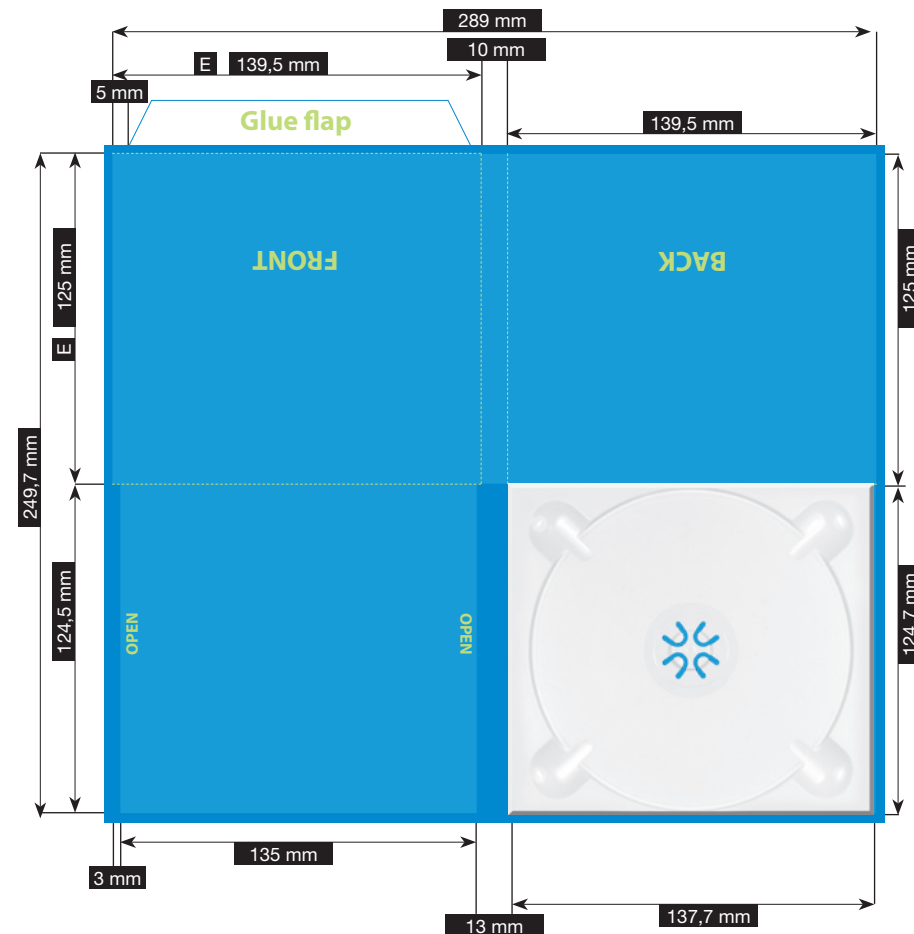 289 mm
10 mm
E 139,5 mm
5 mm
Glue flap
139,5 mm
FRONT
BACK
125 mm
E
125 mm
249,7 mm
124,5 mm
OPEN
OPEN
124,7 mm
135 mm
3 mm
137,7 mm
13 mm